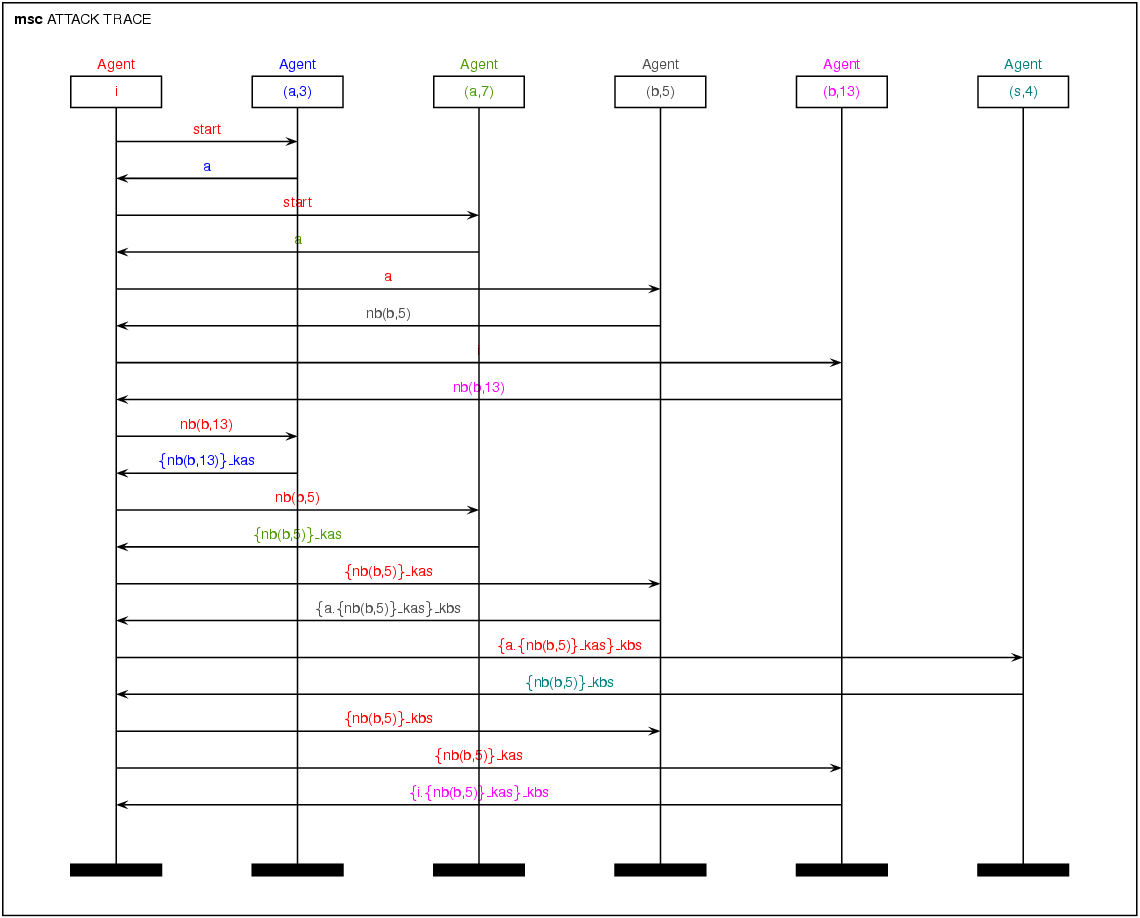 msc ATTACK TRACE
Agent Agent Agent Agent Agent Agent
i (a,3) (a,7) (b,5) (b,13) (s,4)
start
a
start
a
a
nb(b,5)
i
nb(b,13)
nb(b,13)
{nb(b,13)}_kas
nb(b,5)
{nb(b,5)}_kas
{nb(b,5)}_kas
{a.{nb(b,5)}_kas}_kbs
{a.{nb(b,5)}_kas}_kbs
{nb(b,5)}_kbs
{nb(b,5)}_kbs
{nb(b,5)}_kas
{i.{nb(b,5)}_kas}_kbs